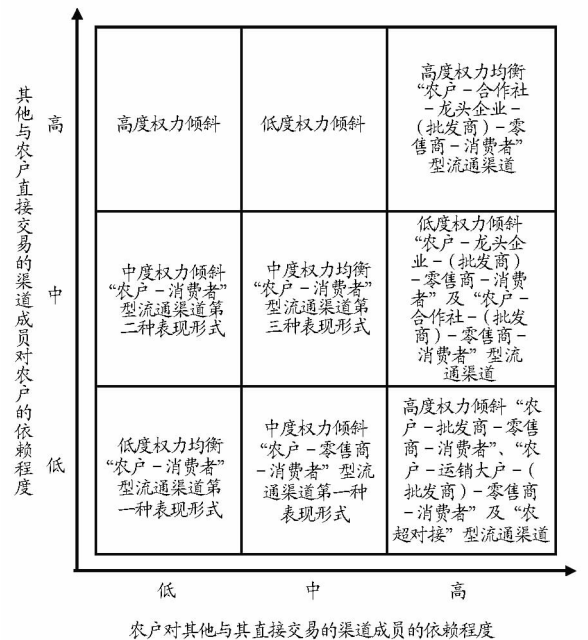 其他与农户直接交易的渠道成员对农户的依赖程度
高
高度权力倾斜
低度权力倾斜
高度权力均衡
“农户－合作社
－龙头企业－
(批发商)－零
售商－消费者”
型流通渠道
中
中度权力倾斜
“农户－消费者”
型流通渠道第
二种表现形式
中度权力均衡
“农户－消费者”
型流通渠道第
三种表现形式
低度权力倾斜
“农户－龙头企
业－(批发商)
－零售商－消费
者”及“农户－
合作社－(批发
商)－零售商－
消费者”型流
通渠道
低
低度权力均衡
“农户－消费者”
型流通渠道第
一种表现形式
中度权力倾斜
“农户－零售商
－消费者”型流
通渠道第一种
表现形式
高度权力倾斜“农
户－批发商－零售
商－消费者”、“农
户－运销大户－(
批发商)－零售商
－消费者”及“农
超对接”型流通渠道
低
中
高
农户对其他与其直接交易的渠道成员的依赖程度